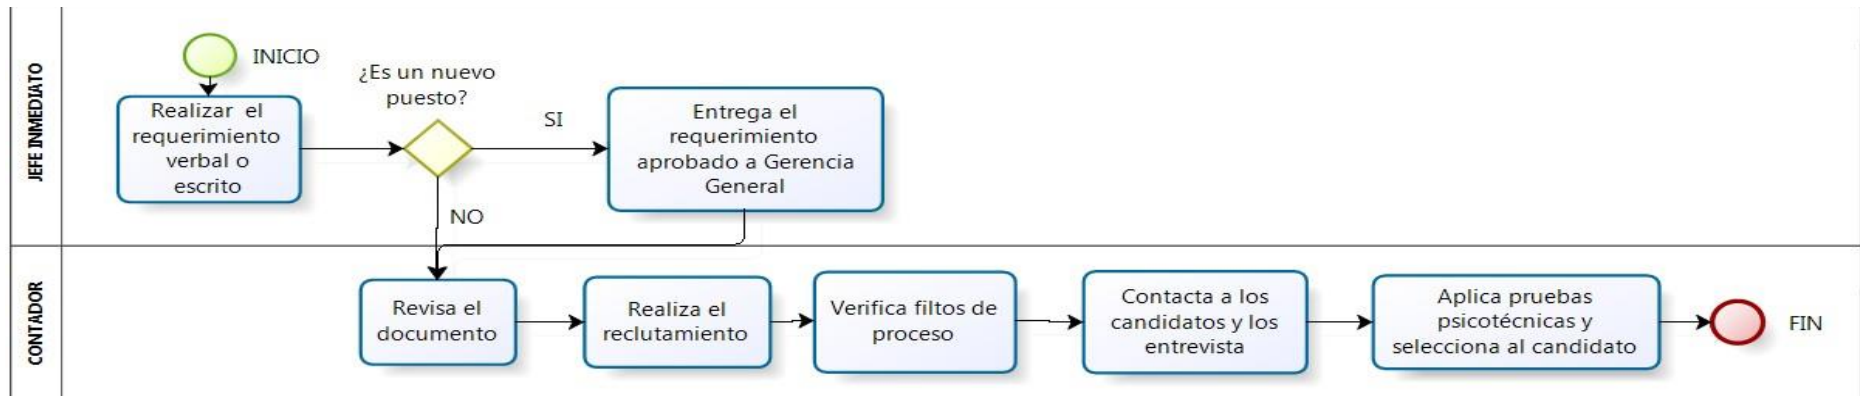 JEFE INMEDIATO
INICIO
Realizar el
requerimiento
verbal o
escrito
¿Es un nuevo
puesto?
SI
NO
Entrega el
requerimiento
aprobado a Gerencia
General
CONTADOR
Revisa el
documento
Realiza el
reclutamiento
Verifica filtos de
proceso
Contacta a los
candidatos y los
entrevista
Aplica pruebas
psicotécnicas y
selecciona al candidato
FIN